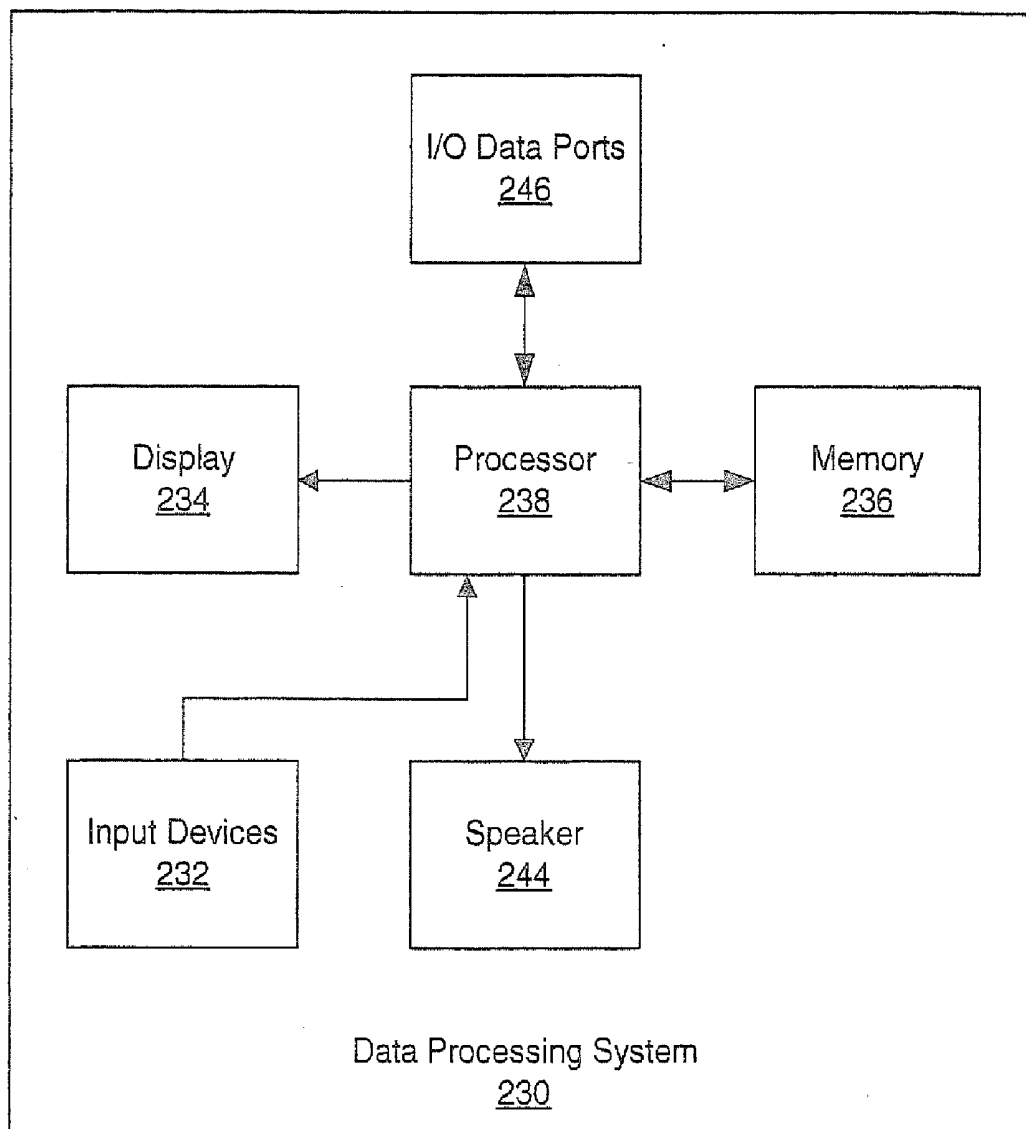 I/O Data Ports
246
Display
234
Processor
238
Memory
236
Input Devices
232
Speaker
244
Data Processing System
230